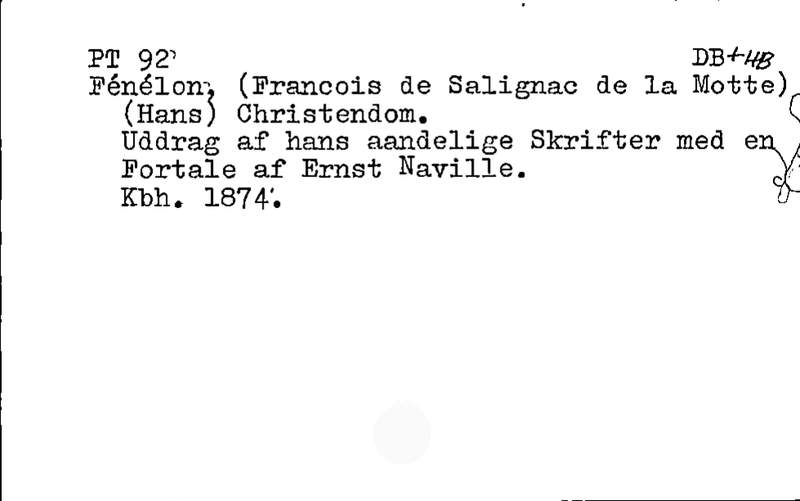 PT 92
DB+HB
Fénélon, (Francois de Salignac de la Motte)
(Hans) Christendom.
Uddrag af hans aandelige Skrifter med en
Fortale af Ernst Naville.
Kbh. 1874.